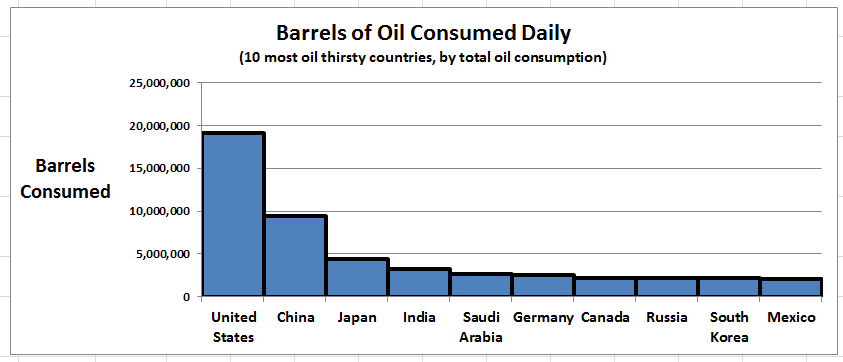 Barrels of Oil Consumed Daily
(10 most oil thirsty countries, by total oil consumption)
25,000,000
20,000,000
15,000,000
10,000,000
5,000,000
0
Barrels
Consumed
United
States
China
Japan
India
Saudi
Arabia
Germany
Canada
Russia
South
Korea
Mexico